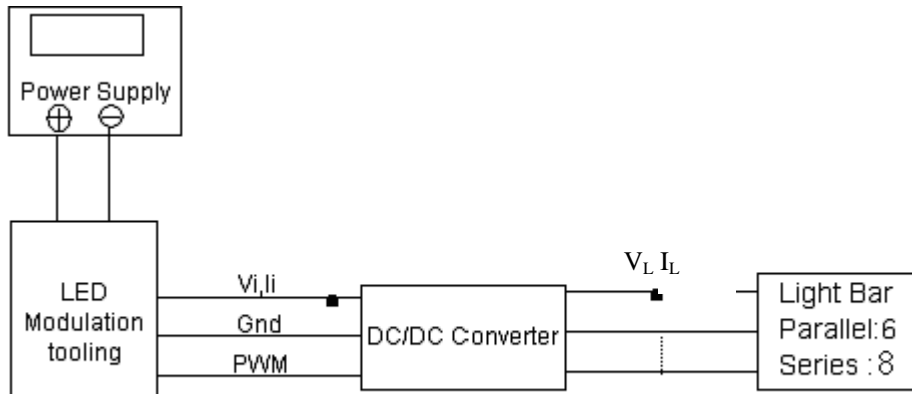 Power Supply
LED
Modulation
tooling
Vi,Ii
Gnd
PWM
DC/DC Converter
VL IL
Light Bar
Parallel:6
Series :8